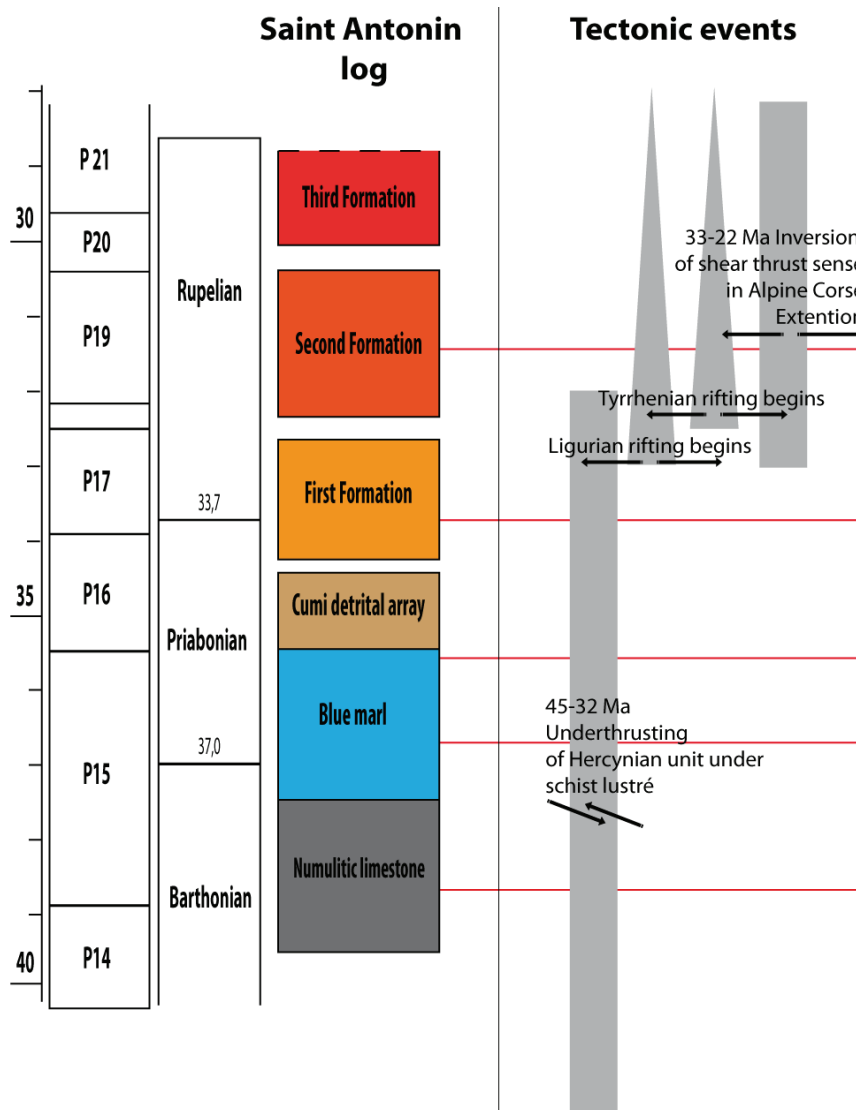 Saint Antonin
log
Tectonic events
P 21
30
P20
P19
P17
P16
35
P15
P14
40
Rupelian
33,7
Priabonian
37,0
Barthonian
Third Formation
Second Formation
First Formation
Cumi detrital array
Blue marl
Numulitic limestone
33-22 Ma Inversion
of shear thrust sense
in Alpine Corse
Extention
Tyrrhenian rifting begins
Ligurian rifting begins
45-32 Ma
Underthrusting
of Hercynian unit under
schist lustré